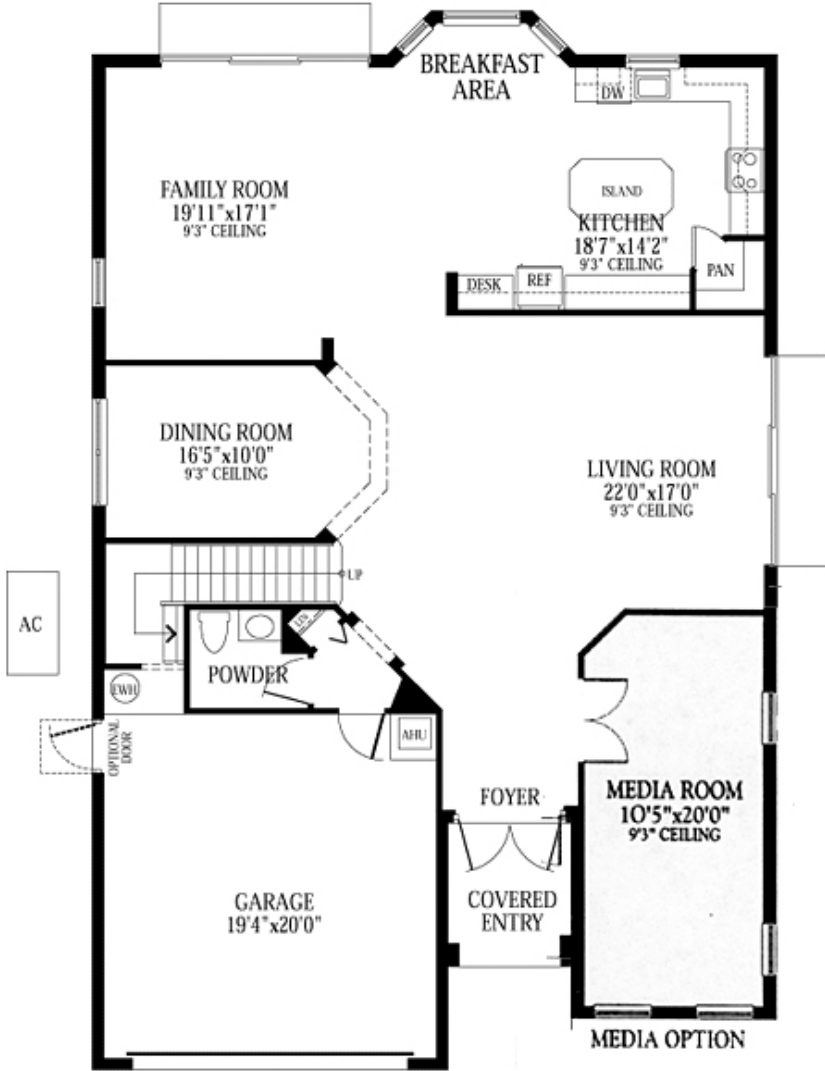 BREAKFAST
AREA
DW
FAMILY ROOM
19'11"x17'1"
9'3" CEILING
ISLAND
KITCHEN
18'7"x14'2"
9'3" CEILING
PAN
DESK
REF
DINING ROOM
16'5"x10'0"
9'3" CEILING
LIVING ROOM
22'0"x17'0"
9'3" CEILING
UP
AC
LIN
POWDER
EWH
OPTIONAL
DOOR
AHU
FOYER
MEDIA ROOM
10'5"x20'0"
9'3" CEILING
COVERED
ENTRY
GARAGE
19'4"x20'0"
MEDIA OPTION